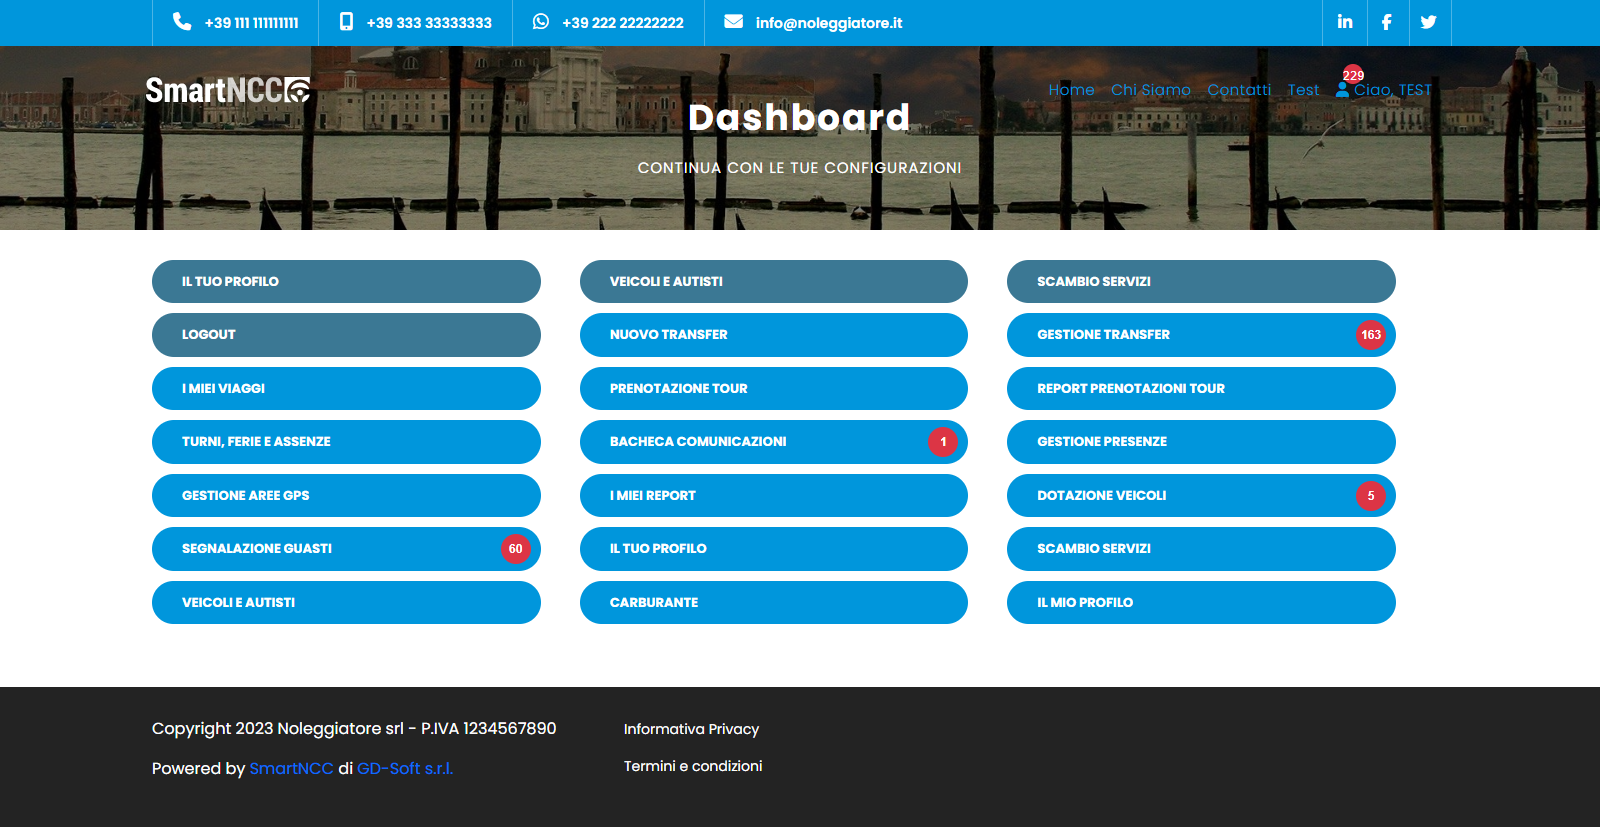 +39 111 111111111
+39 333 33333333
+39 222 22222222
info@noleggiatore.it
SmartNCC
Home
Chi Siamo
Contatti
Test
229
Ciao, TEST
Dashboard
CONTINUA CON LE TUE CONFIGURAZIONI
IL TUO PROFILO
VEICOLI E AUTISTI
SCAMBIO SERVIZI
LOGOUT
NUOVO TRANSFER
GESTIONE TRANSFER
163
I MIEI VIAGGI
PRENOTAZIONE TOUR
REPORT PRENOTAZIONI TOUR
TURNI, FERIE E ASSENZE
BACHECA COMUNICAZIONI
1
GESTIONE PRESENZE
GESTIONE AREE GPS
I MIEI REPORT
DOTAZIONE VEICOLI
5
SEGNALAZIONE GUASTI
60
IL TUO PROFILO
SCAMBIO SERVIZI
VEICOLI E AUTISTI
CARBURANTE
IL MIO PROFILO
Copyright 2023 Noleggiatore srl - P.IVA 1234567890
Powered by SmartNCC di GD-Soft s.r.l.
Informativa Privacy
Termini e condizioni